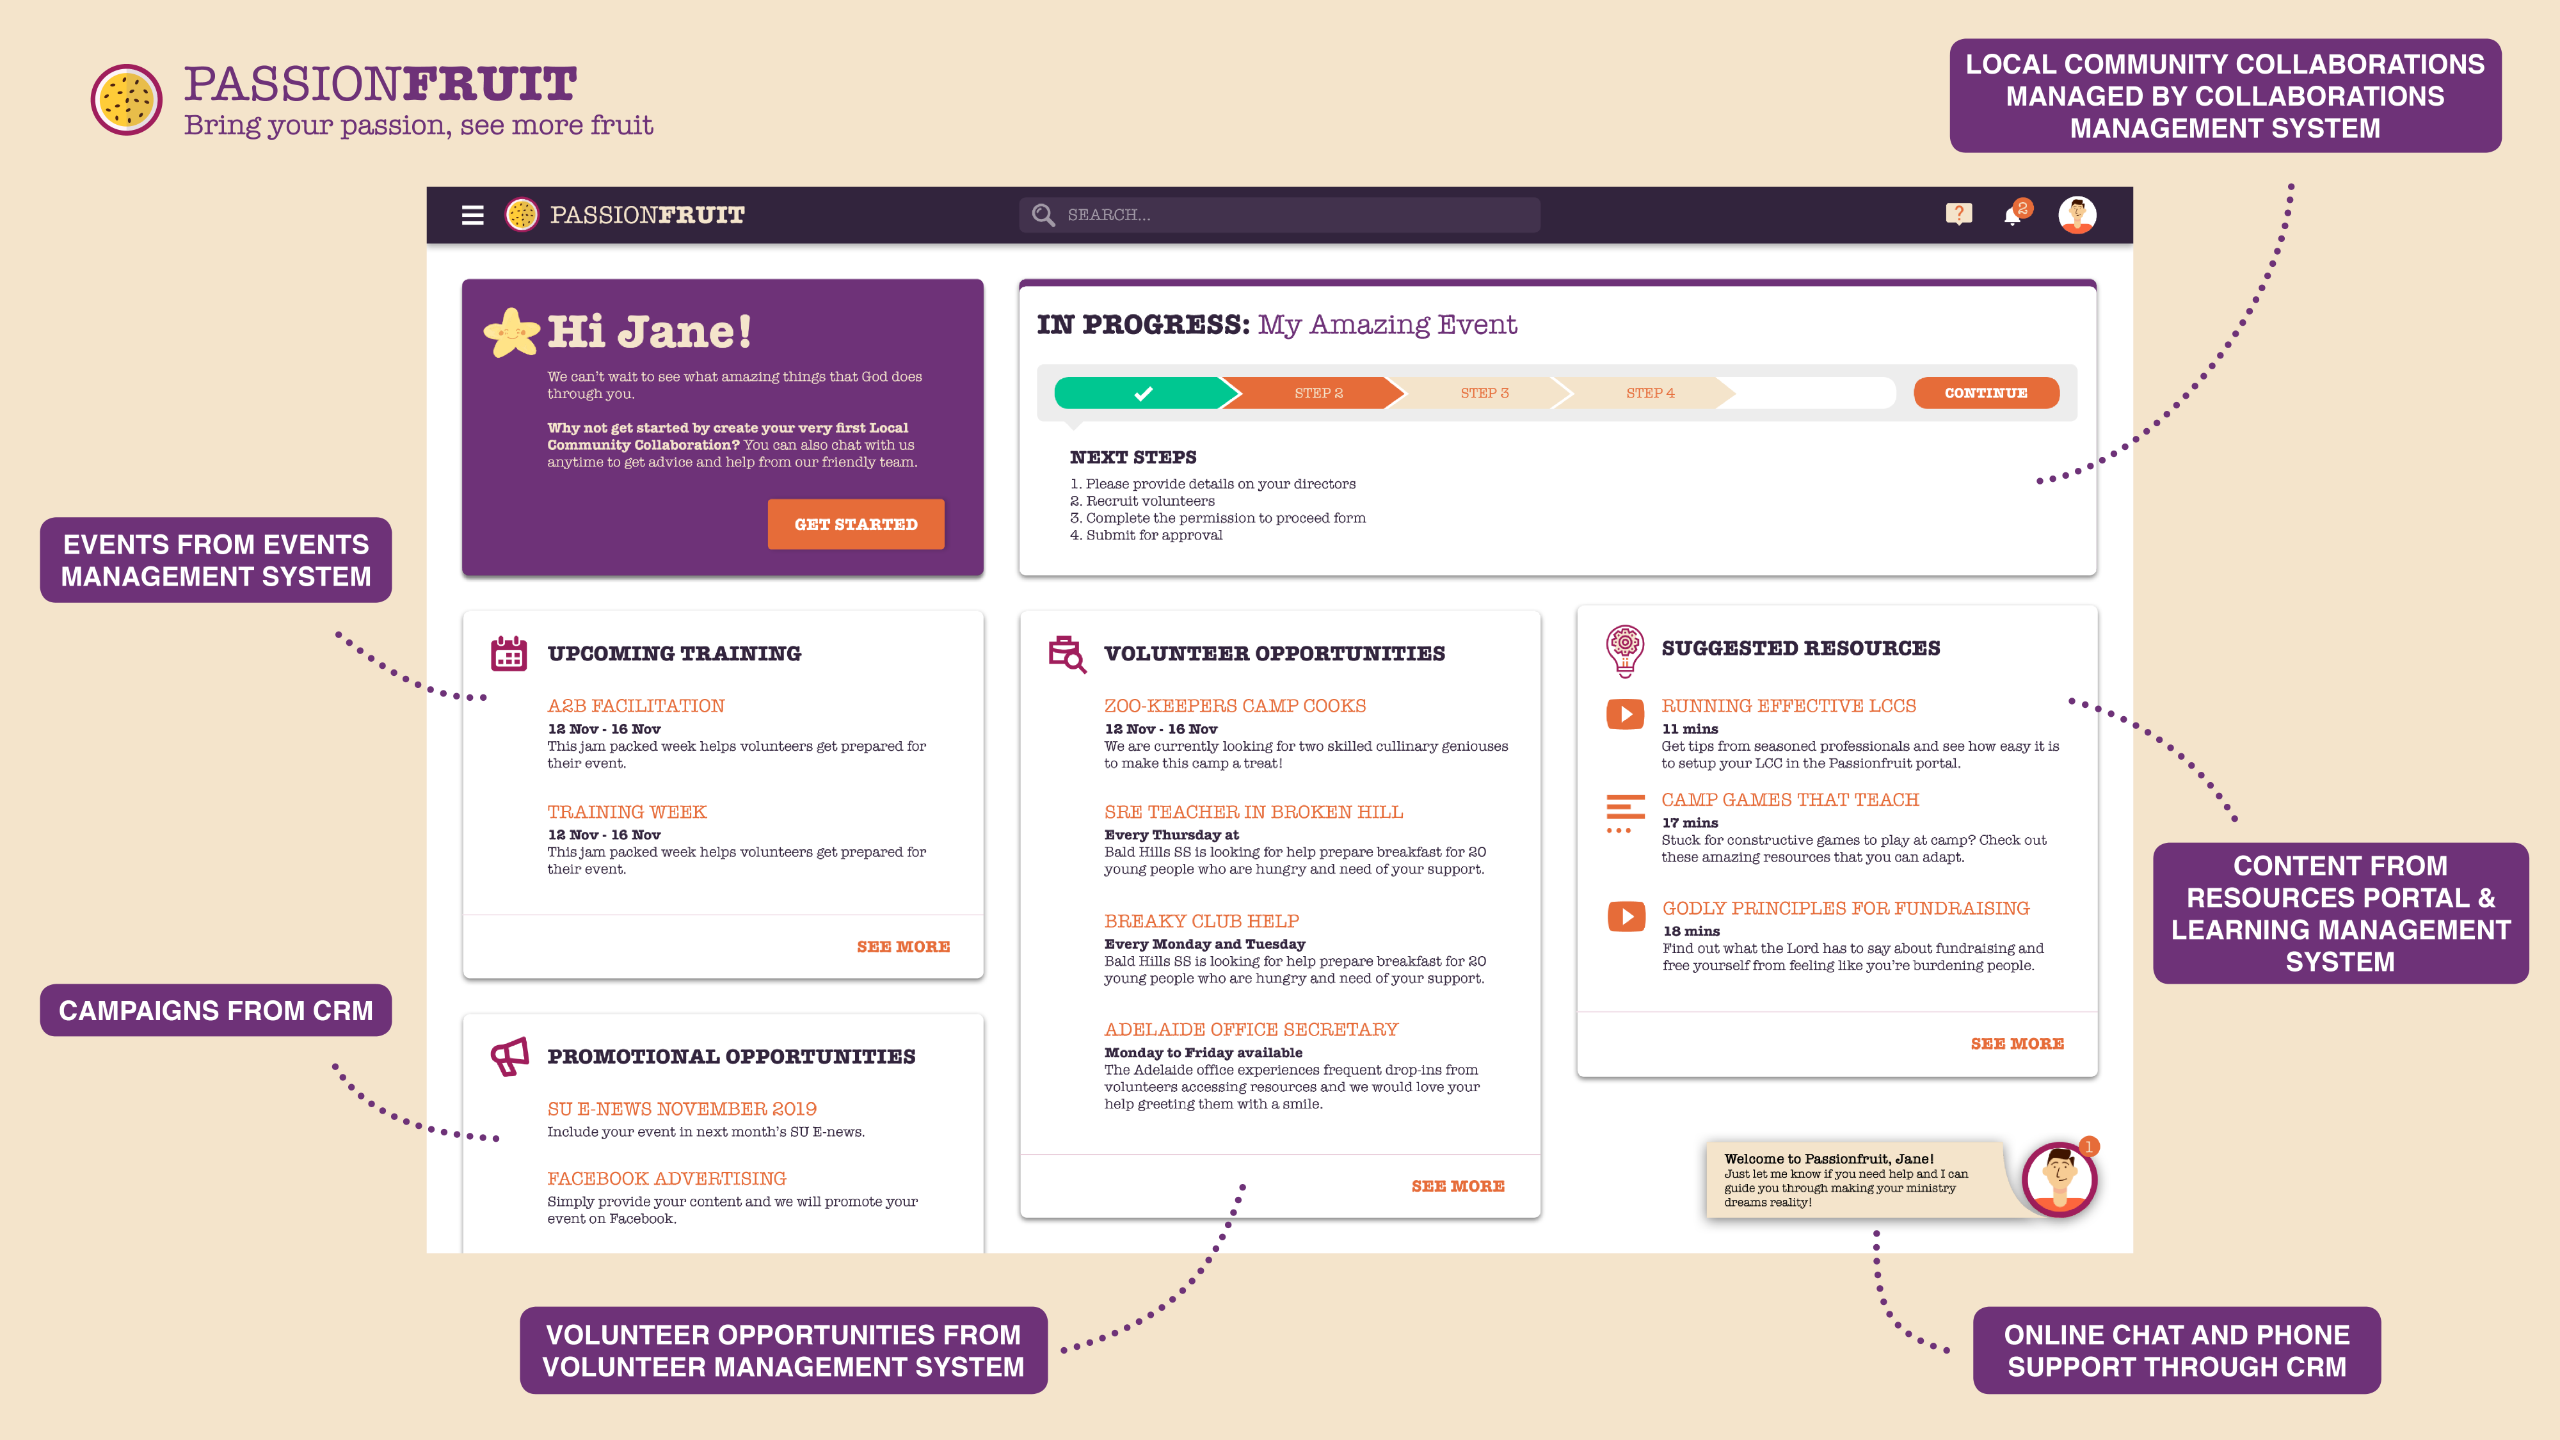 PASSIONFRUIT
Bring your passion, see more fruit
LOCAL COMMUNITY COLLABORATIONS
MANAGED BY COLLABORATIONS
MANAGEMENT SYSTEM
PASSIONFRUIT
SEARCH...
?
2
Hi Jane!
We can't wait to see what amazing things that God does
through you.
Why not get started by create your very first Local
Community Collaboration? You can also chat with us
anytime to get advice and help from our friendly team.
GET STARTED
IN PROGRESS: My Amazing Event
STEP 2
STEP 3
STEP 4
CONTINUE
NEXT STEPS
1. Please provide details on your directors
2. Recruit volunteers
3. Complete the permission to proceed form
4. Submit for approval
EVENTS FROM EVENTS
MANAGEMENT SYSTEM
UPCOMING TRAINING
A2B FACILITATION
12 Nov - 16 Nov
This jam packed week helps volunteers get prepared for
their event.
TRAINING WEEK
12 Nov - 16 Nov
This jam packed week helps volunteers get prepared for
their event.
SEE MORE
VOLUNTEER OPPORTUNITIES
ZOO-KEEPERS CAMP COOKS
12 Nov - 16 Nov
We are currently looking for two skilled cullinary geniouses
to make this camp a treat!
SRE TEACHER IN BROKEN HILL
Every Thursday at
Bald Hills SS is looking for help prepare breakfast for 20
young people who are hungry and need of your support.
BREAKY CLUB HELP
Every Monday and Tuesday
Bald Hills SS is looking for help prepare breakfast for 20
young people who are hungry and need of your support.
ADELAIDE OFFICE SECRETARY
Monday to Friday available
The Adelaide office experiences frequent drop-ins from
volunteers accessing resources and we would love your
help greeting them with a smile.
SEE MORE
SUGGESTED RESOURCES
RUNNING EFFECTIVE LCCS
11 mins
Get tips from seasoned professionals and see how easy it is
to setup your LCC in the Passionfruit portal.
CAMP GAMES THAT TEACH
17 mins
Stuck for constructive games to play at camp? Check out
these amazing resources that you can adapt.
GODLY PRINCIPLES FOR FUNDRAISING
18 mins
Find out what the Lord has to say about fundraising and
free yourself from feeling like you're burdening people.
SEE MORE
CONTENT FROM
RESOURCES PORTAL &
LEARNING MANAGEMENT
SYSTEM
CAMPAIGNS FROM CRM
PROMOTIONAL OPPORTUNITIES
SU E-NEWS NOVEMBER 2019
Include your event in next month's SU E-news.
FACEBOOK ADVERTISING
Simply provide your content and we will promote your
event on Facebook.
Welcome to Passionfruit, Jane!
Just let me know if you need help and I can
guide you through making your ministry
dreams reality!
1
VOLUNTEER OPPORTUNITIES FROM
VOLUNTEER MANAGEMENT SYSTEM
ONLINE CHAT AND PHONE
SUPPORT THROUGH CRM